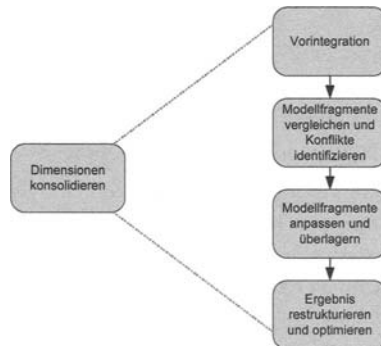 Vorintegration
Modellfragmente
vergleichen und
Konflikte
identifizieren
Dimensionen
konsolidieren
Modellfragmente
anpassen und
überlagern
Ergebnis
restrukturieren
und optimieren